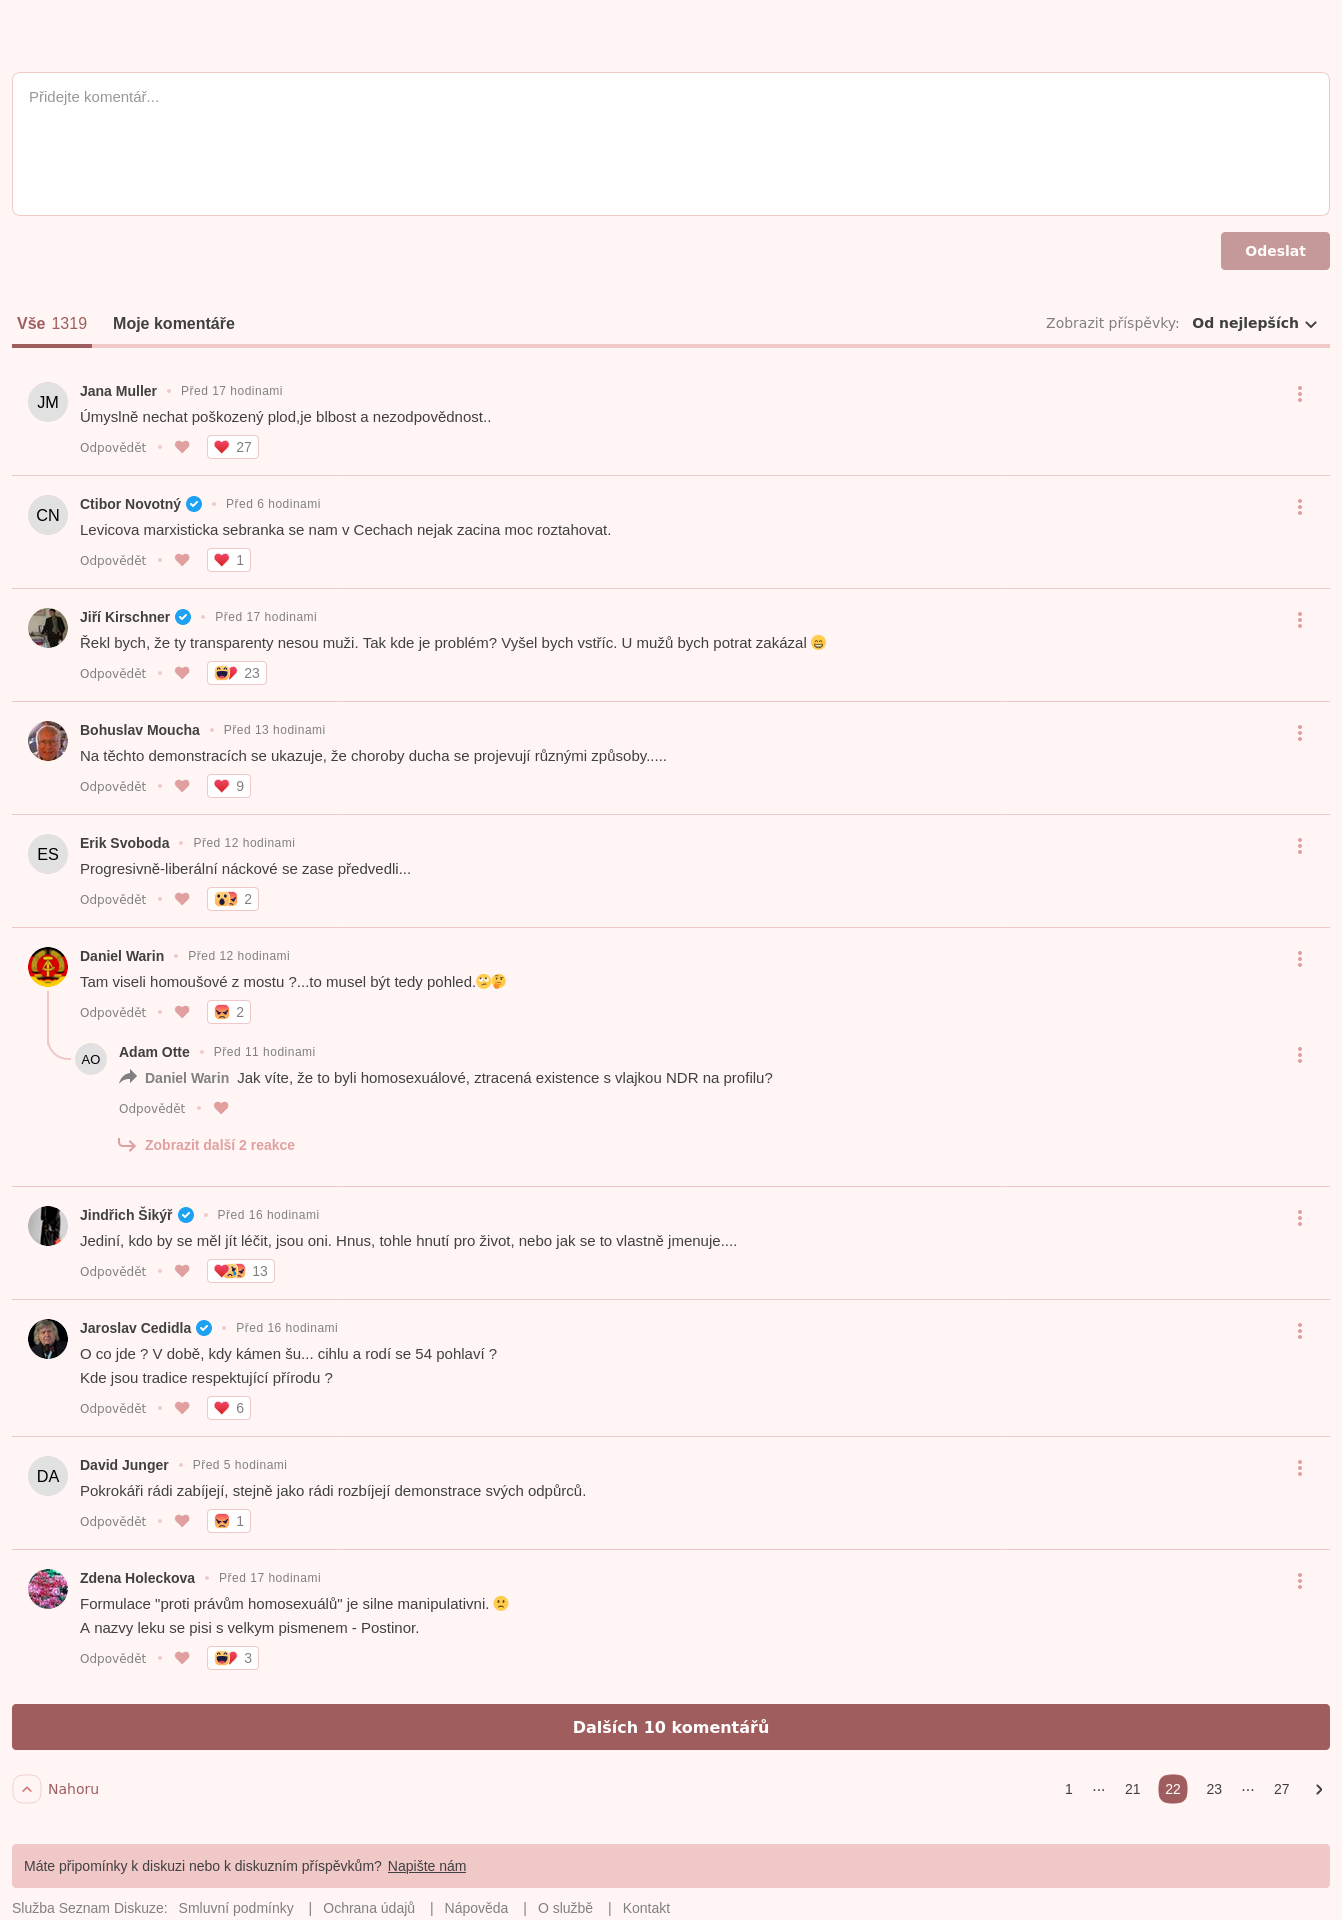 Přidejte komentář...
Odeslat
Vše 1319 Moje komentáře Zobrazit příspěvky: Od nejlepších
JM Jana Muller • Před 17 hodinami
Úmyslně nechat poškozený plod,je blbost a nezodpovědnost..
Odpovědět • 27
CN Ctibor Novotný • Před 6 hodinami
Levicova marxisticka sebranka se nam v Cechach nejak zacina moc roztahovat.
Odpovědět • 1
Jiří Kirschner • Před 17 hodinami
Řekl bych, že ty transparenty nesou muži. Tak kde je problém? Vyšel bych vstříc. U mužů bych potrat zakázal 😄
Odpovědět • 23
Bohuslav Moucha • Před 13 hodinami
Na těchto demonstracích se ukazuje, že choroby ducha se projevují různými způsoby.....
Odpovědět • 9
ES Erik Svoboda • Před 12 hodinami
Progresivně-liberální náckové se zase předvedli...
Odpovědět • 2
Daniel Warin • Před 12 hodinami
Tam viseli homoušové z mostu ?...to musel být tedy pohled.🙄🤔
Odpovědět • 2
AO Adam Otte • Před 11 hodinami
Daniel Warin Jak víte, že to byli homosexuálové, ztracená existence s vlajkou NDR na profilu?
Odpovědět •
Zobrazit další 2 reakce
Jindřich Šikýř • Před 16 hodinami
Jediní, kdo by se měl jít léčit, jsou oni. Hnus, tohle hnutí pro život, nebo jak se to vlastně jmenuje....
Odpovědět • 13
Jaroslav Cedidla • Před 16 hodinami
O co jde ? V době, kdy kámen šu... cihlu a rodí se 54 pohlaví ?
Kde jsou tradice respektující přírodu ?
Odpovědět • 6
DA David Junger • Před 5 hodinami
Pokrokáři rádi zabíjejí, stejně jako rádi rozbíjejí demonstrace svých odpůrců.
Odpovědět • 1
Zdena Holeckova • Před 17 hodinami
Formulace "proti právům homosexuálů" je silne manipulativni. 🙁
A nazvy leku se pisi s velkym pismenem - Postinor.
Odpovědět • 3
Dalších 10 komentářů
Nahoru 1 ... 21 22 23 ... 27
Máte připomínky k diskuzi nebo k diskuzním příspěvkům? Napište nám
Služba Seznam Diskuze: Smluvní podmínky | Ochrana údajů | Nápověda | O službě | Kontakt